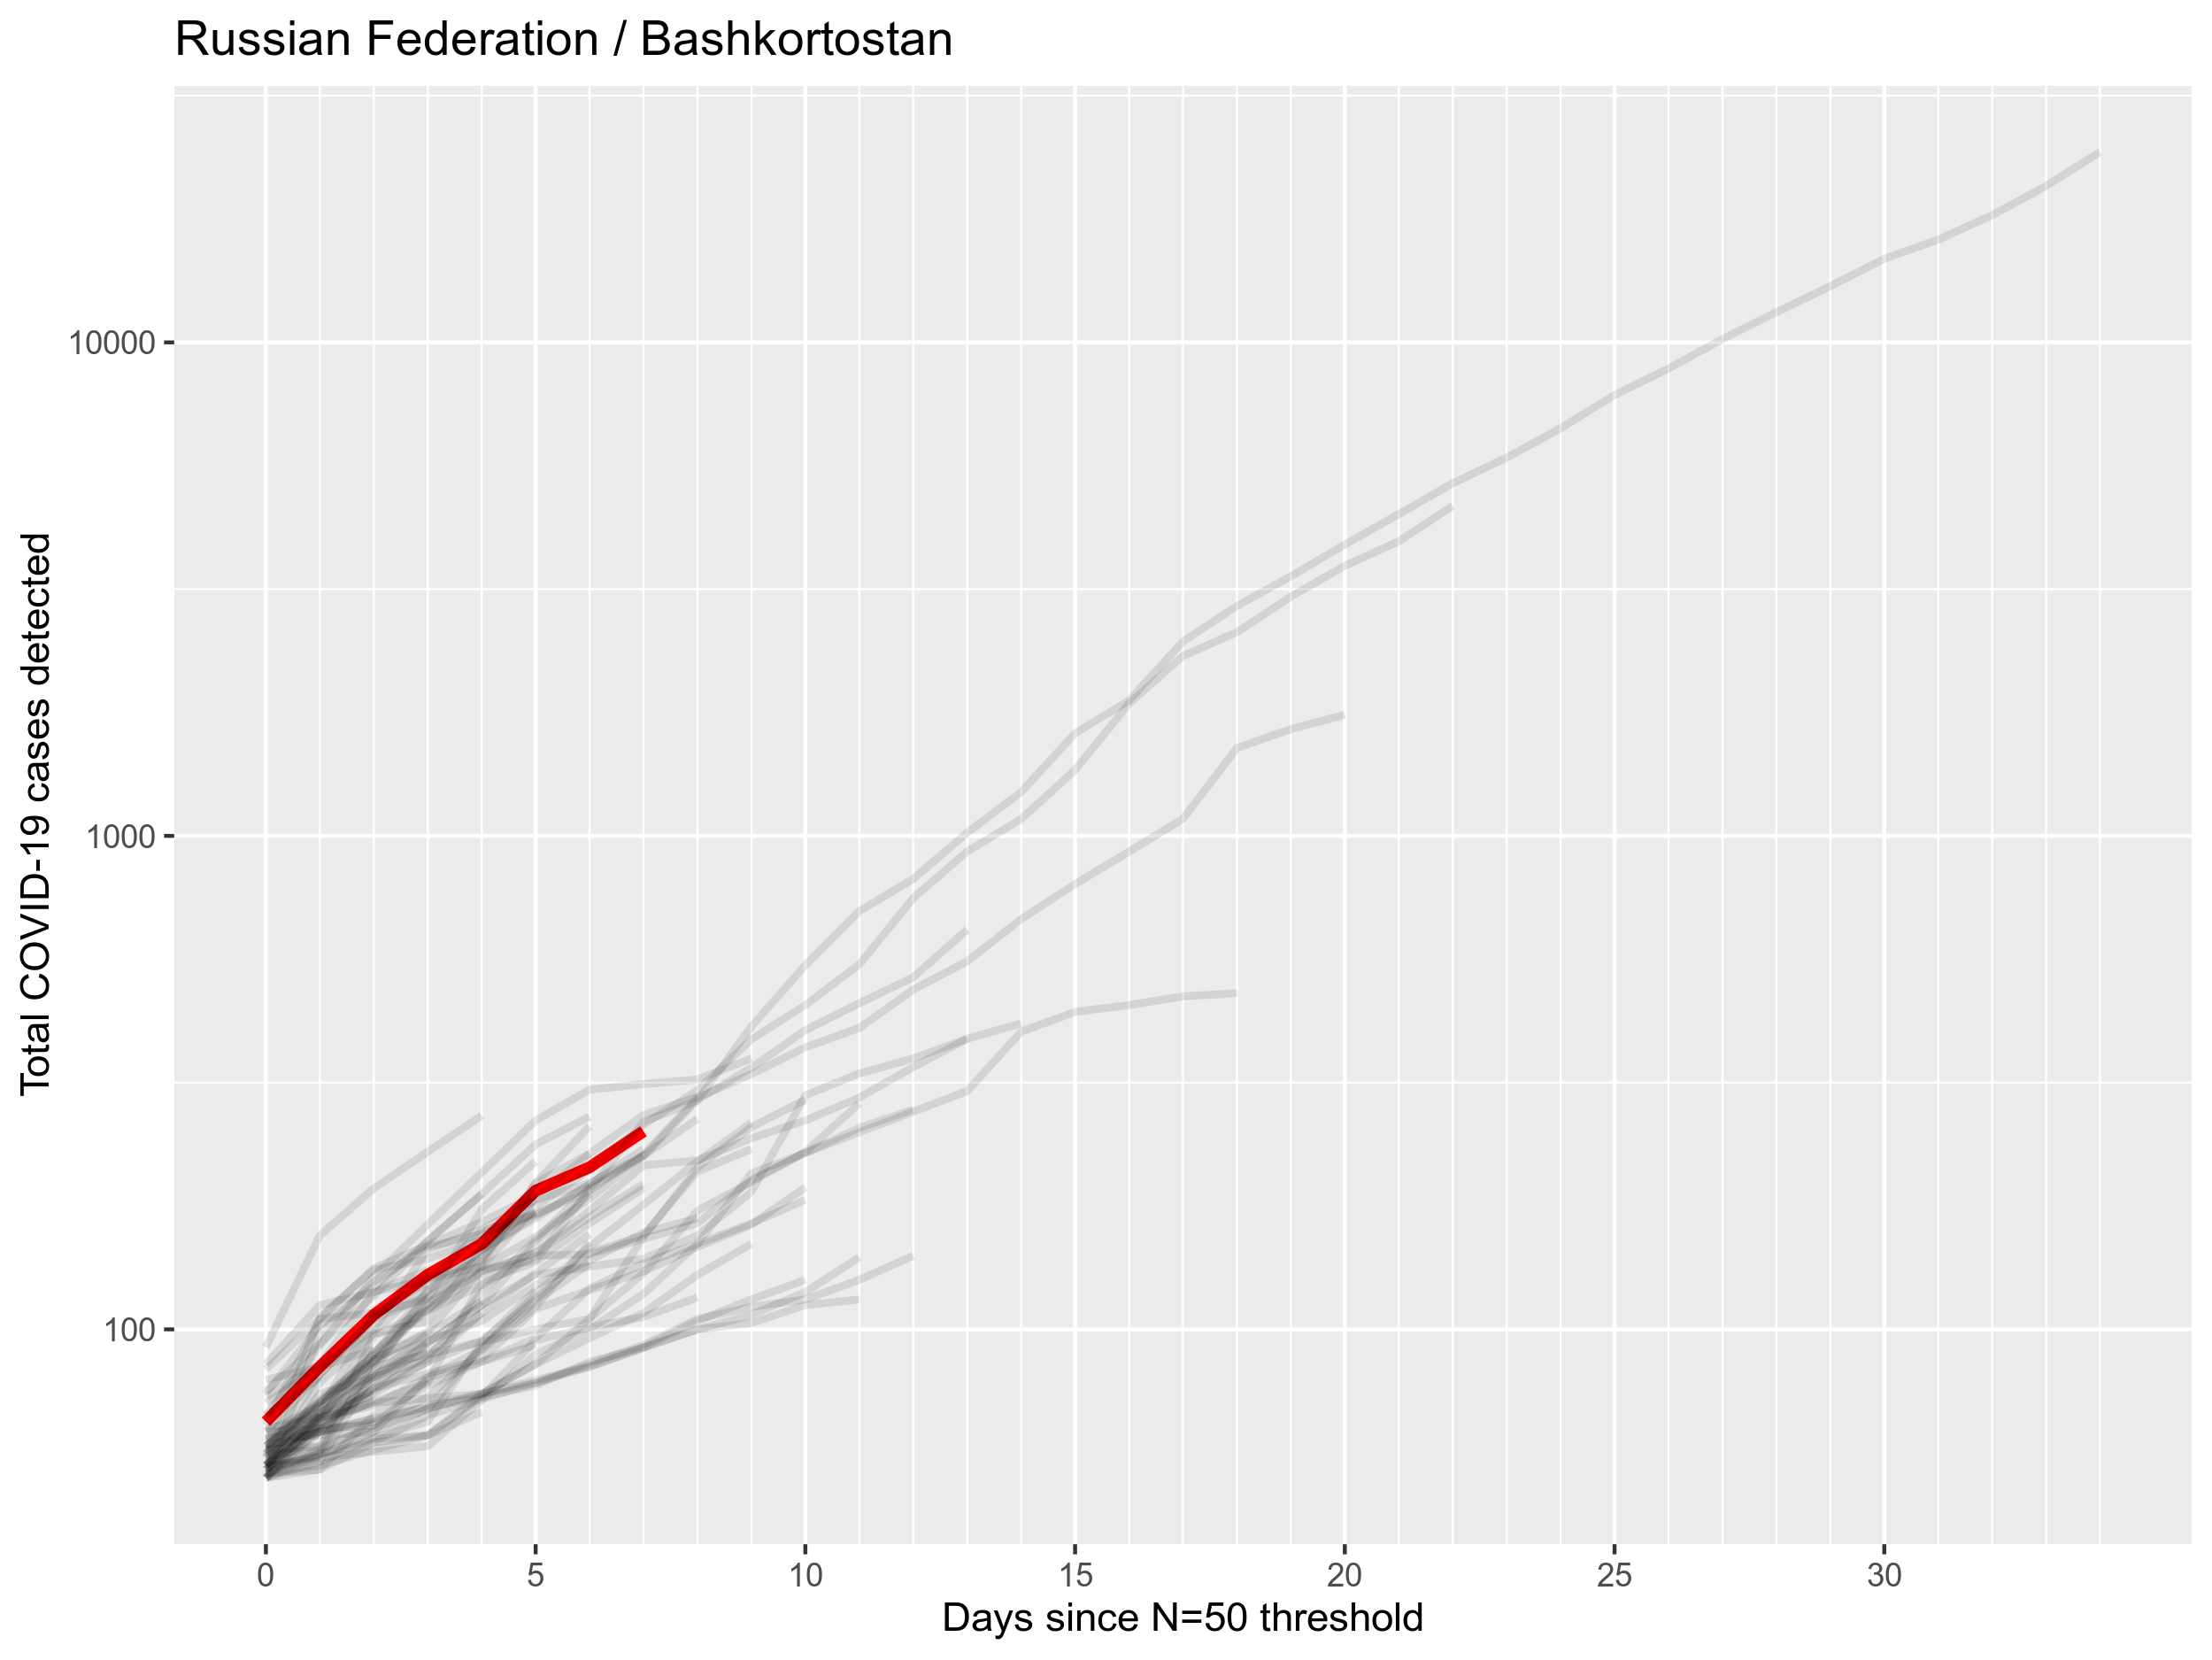 Russian Federation / Bashkortostan
Total COVID-19 cases detected
10000
1000
100
0 5 10 15 20 25 30
Days since N=50 threshold